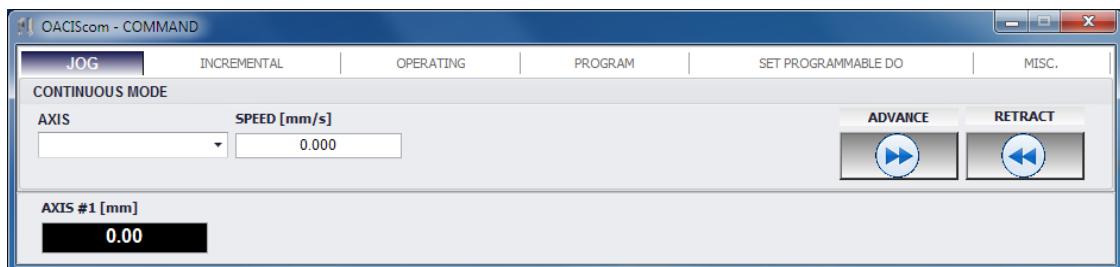 OACIScom - COMMAND
JOG INCREMENTAL OPERATING PROGRAM SET PROGRAMMABLE DO MISC.
CONTINUOUS MODE
AXIS SPEED [mm/s] ADVANCE RETRACT
0.000
AXIS #1 [mm]
0.00